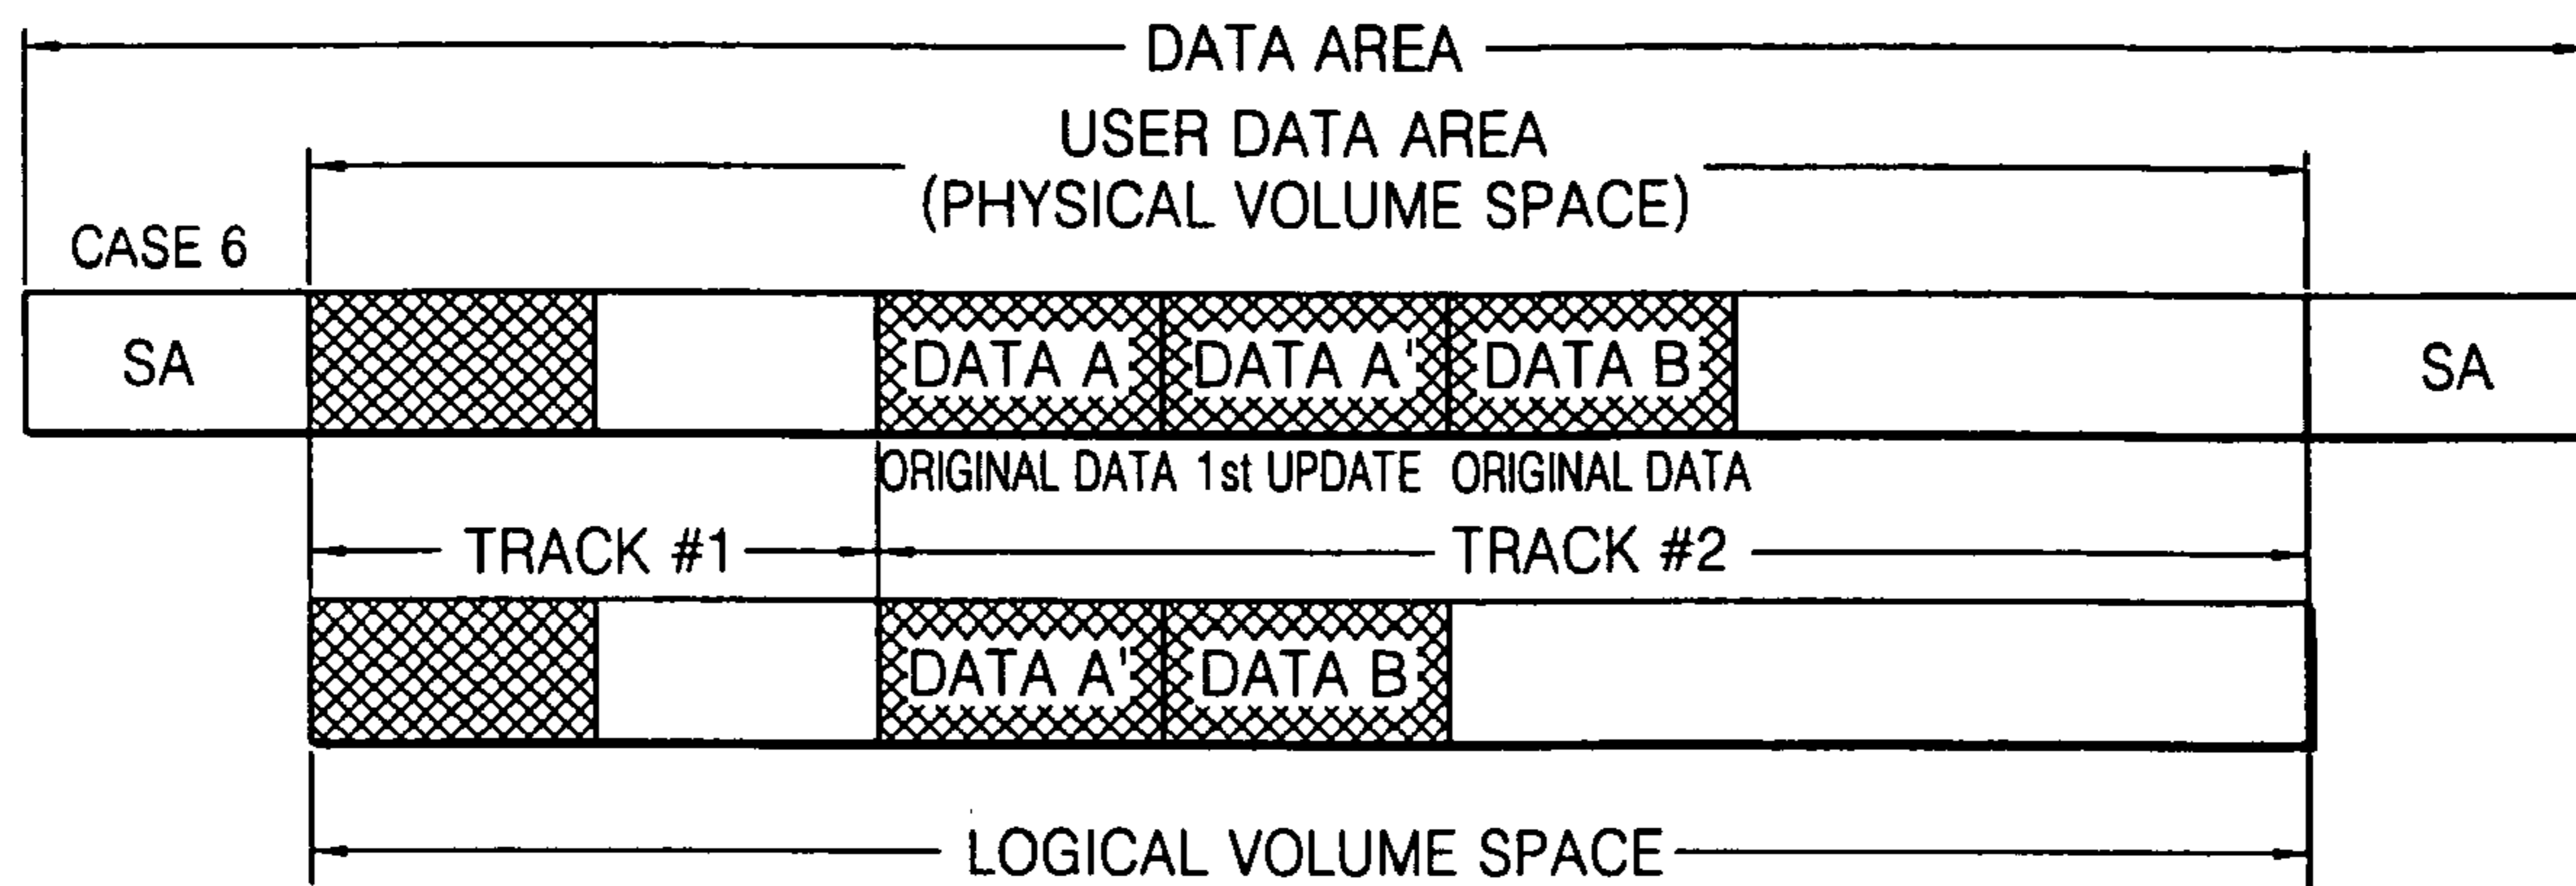 DATA AREA
USER DATA AREA
(PHYSICAL VOLUME SPACE)
CASE 6
SA DATA A DATA A' DATA B SA
ORIGINAL DATA 1st UPDATE ORIGINAL DATA
TRACK #1 TRACK #2
DATA A' DATA B
LOGICAL VOLUME SPACE